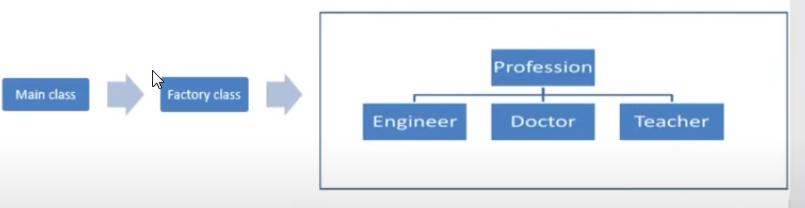 Main class
Factory class
Profession
Engineer
Doctor
Teacher